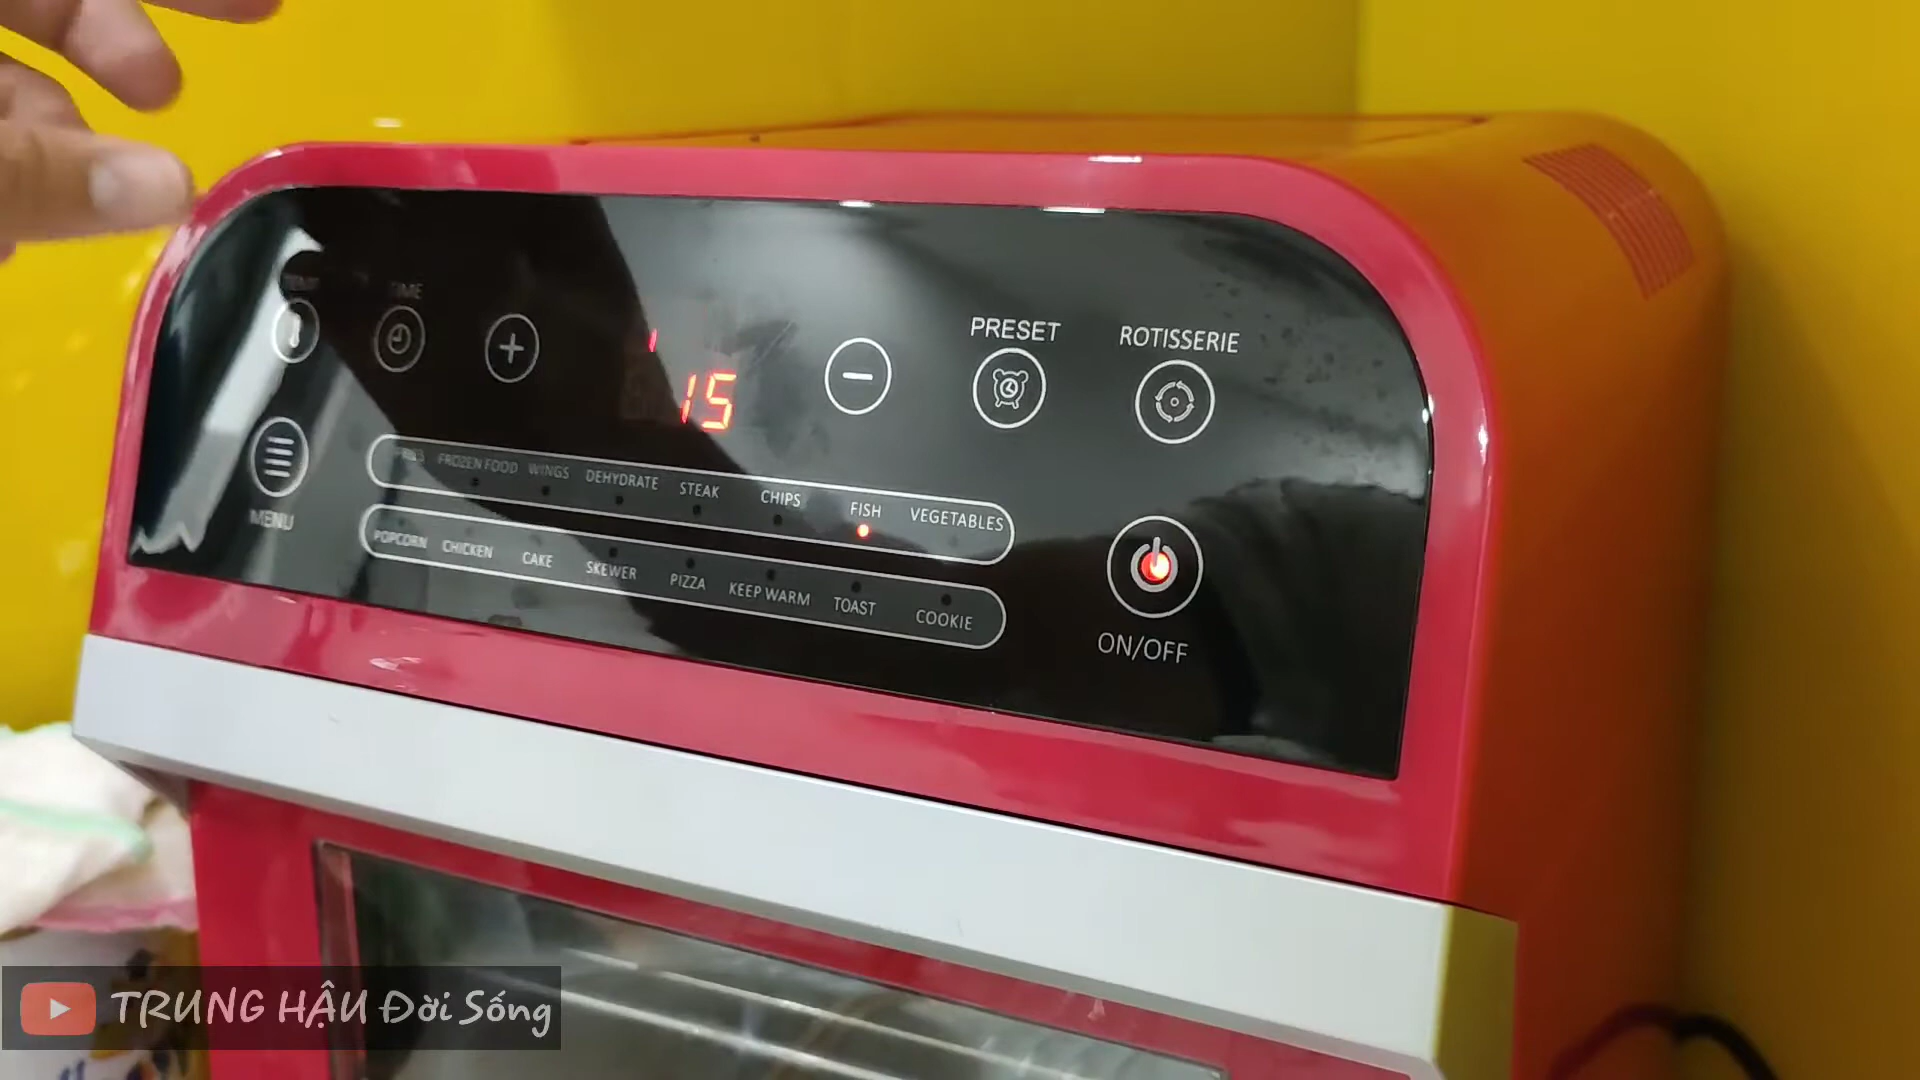 TIME
15
PRESET
ROTISSERIE
FROZEN FOOD
WINGS
DEHYDRATE
STEAK
CHIPS
FISH
VEGETABLES
MENU
POPCORN
CHICKEN
CAKE
SKEWER
PIZZA
KEEP WARM
TOAST
COOKIE
ON/OFF
TRUNG HẬU Đời Sống